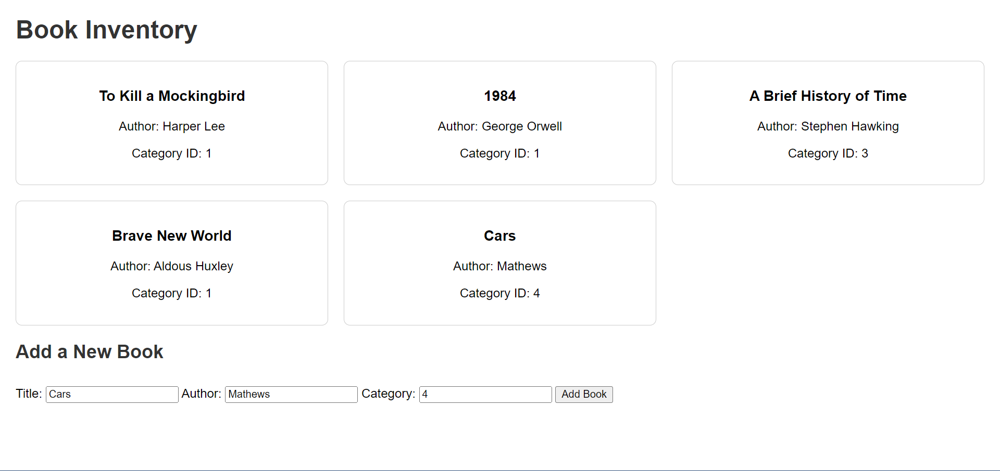 Book Inventory
To Kill a Mockingbird
Author: Harper Lee
Category ID: 1
1984
Author: George Orwell
Category ID: 1
A Brief History of Time
Author: Stephen Hawking
Category ID: 3
Brave New World
Author: Aldous Huxley
Category ID: 1
Cars
Author: Mathews
Category ID: 4
Add a New Book
Title: Cars Author: Mathews Category: 4 Add Book